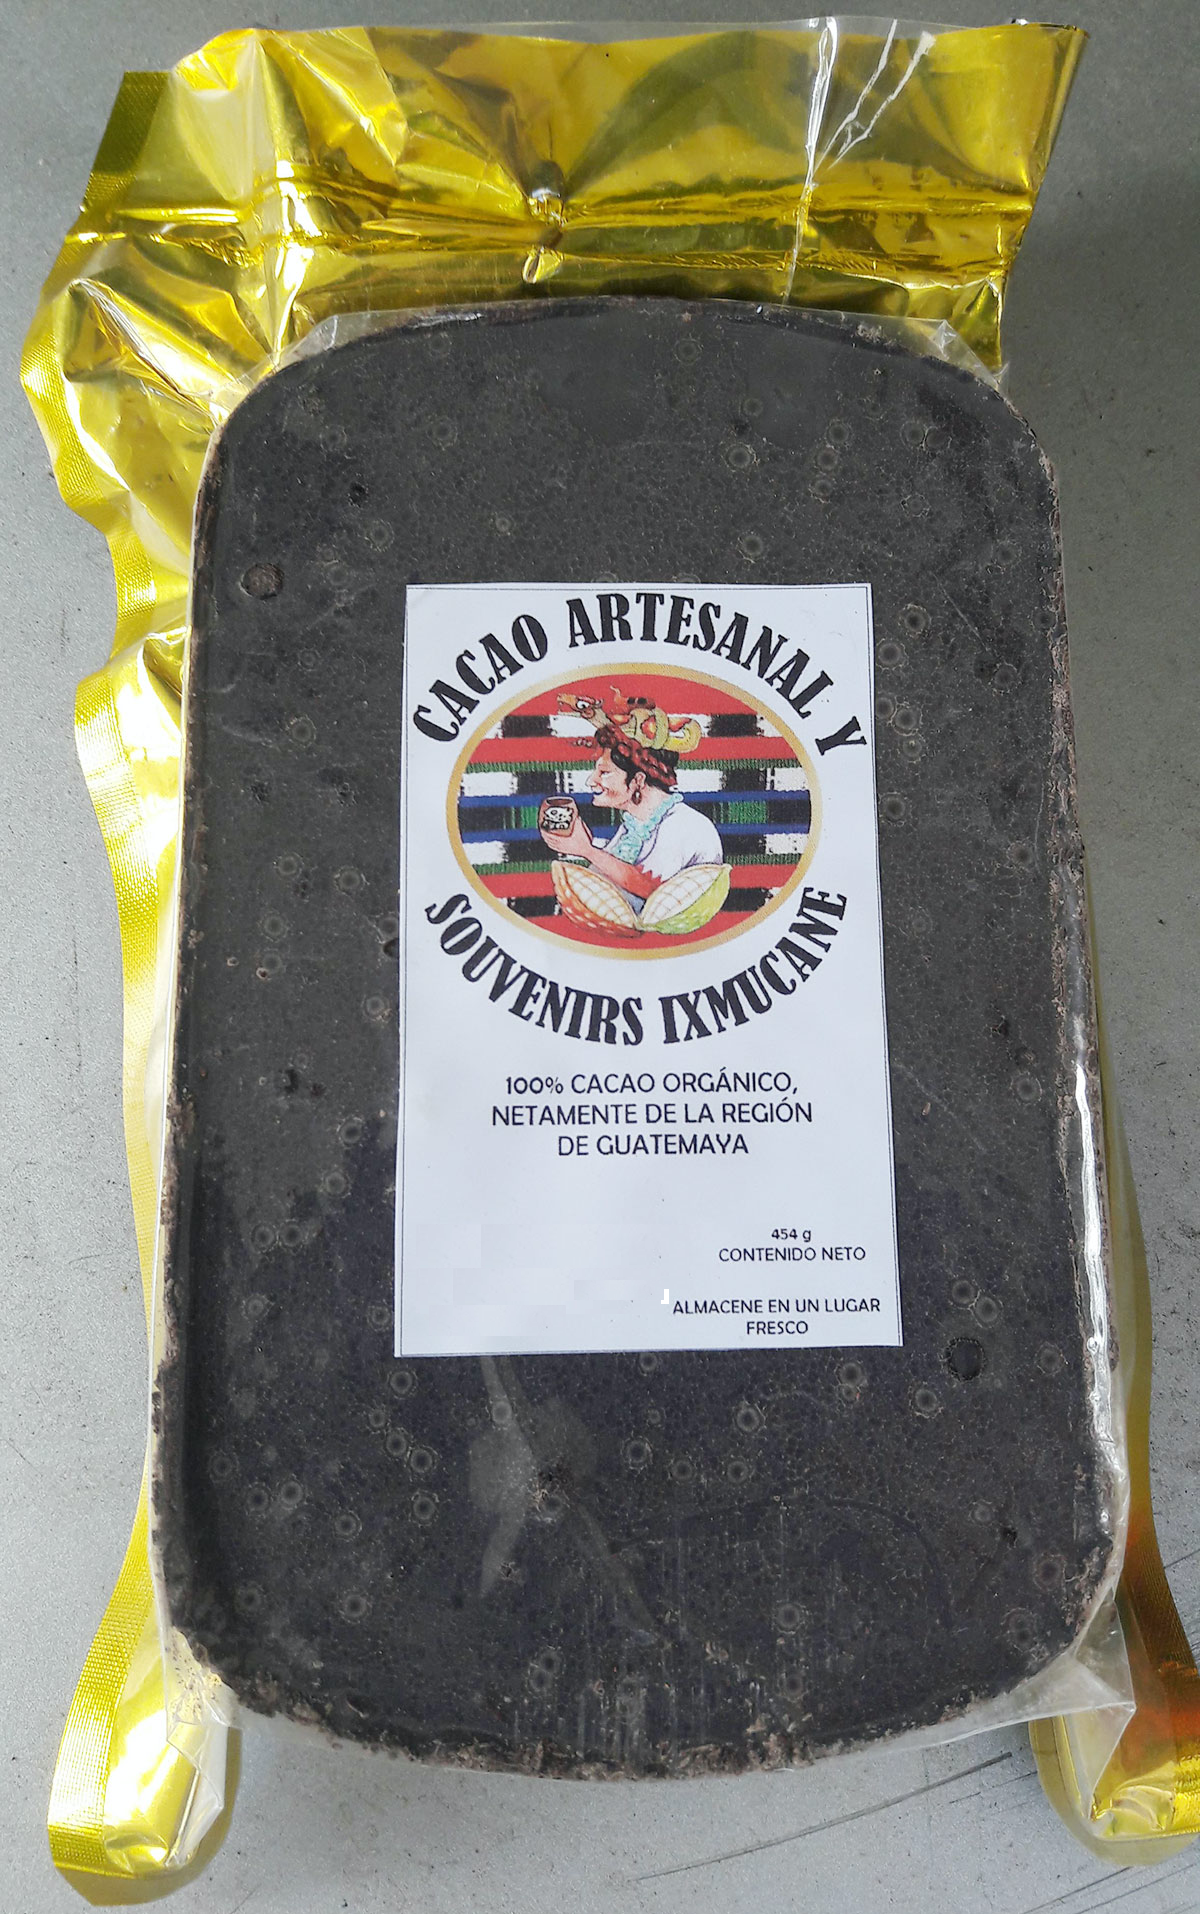 CACAO ARTESANAL Y
SOUVENIRS IXMUCANE
100% CACAO ORGÁNICO,
NETAMENTE DE LA REGIÓN
DE GUATEMAYA
454 g
CONTENIDO NETO
ALMACENE EN UN LUGAR
FRESCO